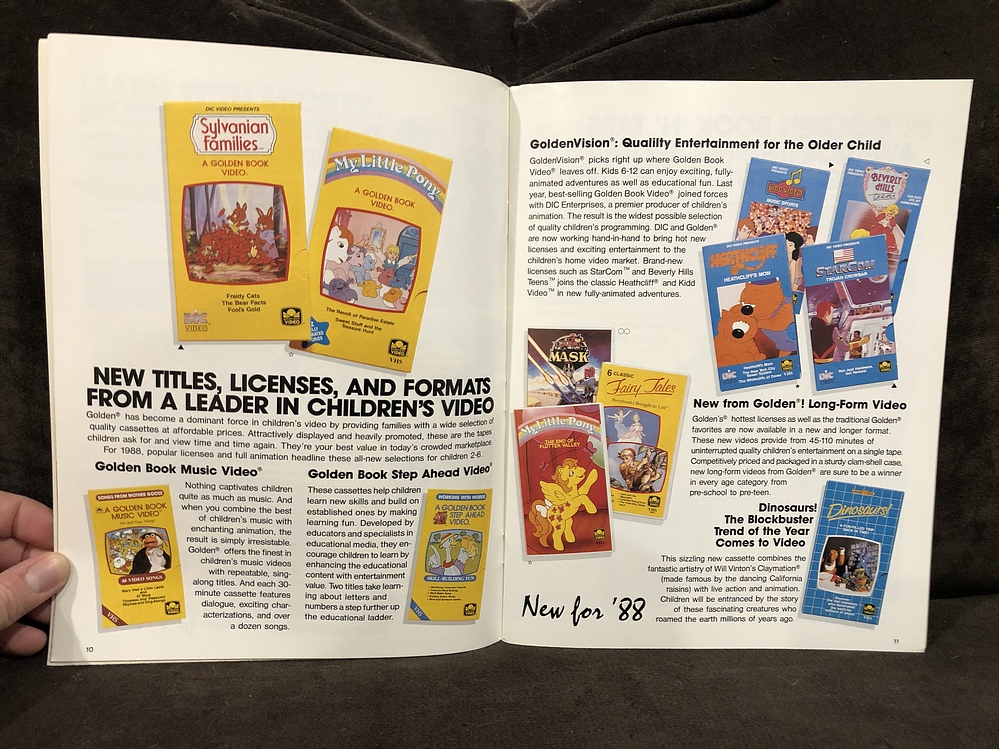 DIC VIDEO PRESENTS
Sylvanian
Families
A GOLDEN BOOK
VIDEO
Fraidy Cats
The Bear Facts
Fool's Gold
VIDEO
My Little Pony
A GOLDEN BOOK
VIDEO
The Revolt of Paradise Estate
Sweet Stuff and the
Treasure Hunt
VHS
NEW TITLES, LICENSES, AND FORMATS
FROM A LEADER IN CHILDREN'S VIDEO
Golden® has become a dominant force in children's video by providing families with a wide selection of
quality cassettes at affordable prices. Attractively displayed and heavily promoted, these are the tapes
children ask for and view time and time again. They're your best value in today's crowded marketplace.
For 1988, popular licenses and full animation headline these all-new selections for children 2-6.
Golden Book Music Video®
Nothing captivates children
quite as much as music. And
when you combine the best
of children's music with
enchanting animation, the
result is simply irresistable.
Golden® offers the finest in
children's music videos
with repeatable, sing-
along titles. And each 30-
minute cassette features
dialogue, exciting char-
acterizations, and over
a dozen songs.
SONGS FROM MOTHER GOOSE
A GOLDEN BOOK
MUSIC VIDEO
VHS
Golden Book Step Ahead Video®
These cassettes help children
learn new skills and build on
established ones by making
learning fun. Developed by
educators and specialists in
educational media, they en-
courage children to learn by
enhancing the educational
content with entertainment
value. Two titles take learn-
ing about letters and
numbers a step further up
the educational ladder.
WORKING WITH WORDS
A GOLDEN BOOK
STEP AHEAD
VIDEO
SKILL-BUILDING FUN
10
GoldenVision®: Qualilty Entertainment for the Older Child
GoldenVision® picks right up where Golden Book
Video® leaves off. Kids 6-12 can enjoy exciting, fully-
animated adventures as well as educational fun. Last
year, best-selling Golden Book Video® joined forces
with DIC Enterprises, a premier producer of children's
animation. The result is the widest possible selection
of quality children's programming. DIC and Golden®
are now working hand-in-hand to bring hot new
licenses and exciting entertainment to the
children's home video market. Brand-new
licenses such as StarCom™ and Beverly Hills
Teens™ joins the classic Heathcliff® and Kidd
Video™ in new fully-animated adventures.
KIDD VIDEO
MUSIC SPORTS
BEVERLY
HILLS
teens
DIC VIDEO PRESENTS
HEATHCLIFF
HEATHCLIFF'S MOM
DIC
DIC VIDEO PRESENTS
STARCOM
TROJAN CROWBAR
DIC
MASK
6 CLASSIC
Fairy Tales
Storybooks Brought to Life
VHS
My Little Pony
THE END OF
FLUTTER VALLEY
New from Golden®! Long-Form Video
Golden's® hottest licenses as well as the traditional Golden®
favorites are now available in a new and longer format.
These new videos provide from 45-110 minutes of
uninterrupted quality children's entertainment on a single tape.
Competitively priced and packaged in a sturdy clam-shell case,
new long-form videos from Golden® are sure to be a winner
in every age category from
pre-school to pre-teen.
Dinosaurs!
The Blockbuster
Trend of the Year
Comes to Video
This sizzling new cassette combines the
fantastic artistry of Will Vinton's Claymation®
(made famous by the dancing California
raisins) with live action and animation.
Children will be entranced by the story
of these fascinating creatures who
roamed the earth millions of years ago.
Dinosaurs!
New for '88
11